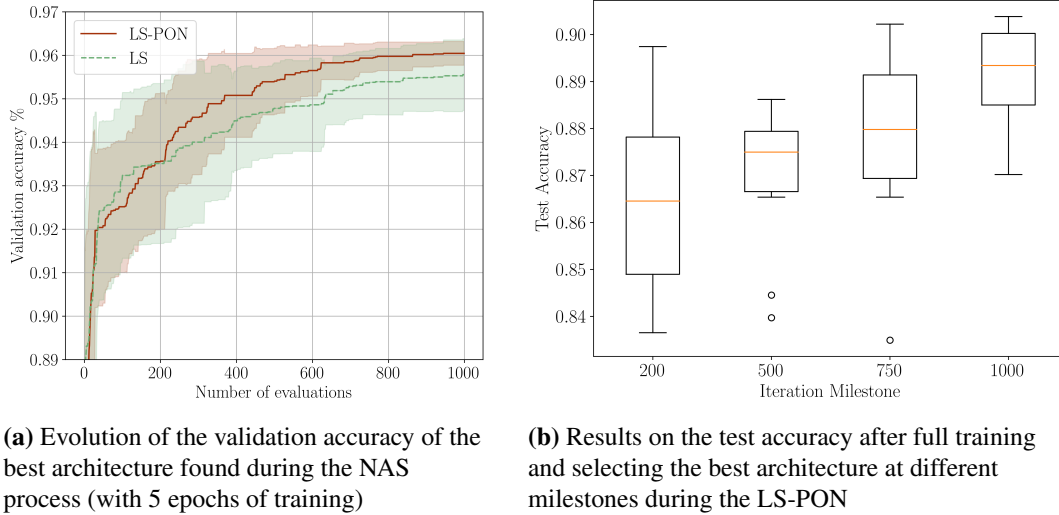 0.97
0.96
0.95
0.94
0.93
0.92
0.91
0.90
0.89
Validation accuracy %
LS-PON
LS
0 200 400 600 800 1000
Number of evaluations
0.90
0.89
0.88
0.87
0.86
0.85
0.84
Test Accuracy
200 500 750 1000
Iteration Milestone
(a) Evolution of the validation accuracy of the
best architecture found during the NAS
process (with 5 epochs of training)
(b) Results on the test accuracy after full training
and selecting the best architecture at different
milestones during the LS-PON